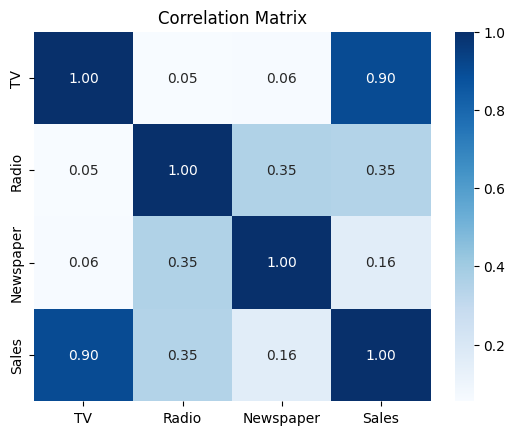 Correlation Matrix
TV 1.00 0.05 0.06 0.90
Radio 0.05 1.00 0.35 0.35
Newspaper 0.06 0.35 1.00 0.16
Sales 0.90 0.35 0.16 1.00
TV Radio Newspaper Sales
1.0
0.8
0.6
0.4
0.2